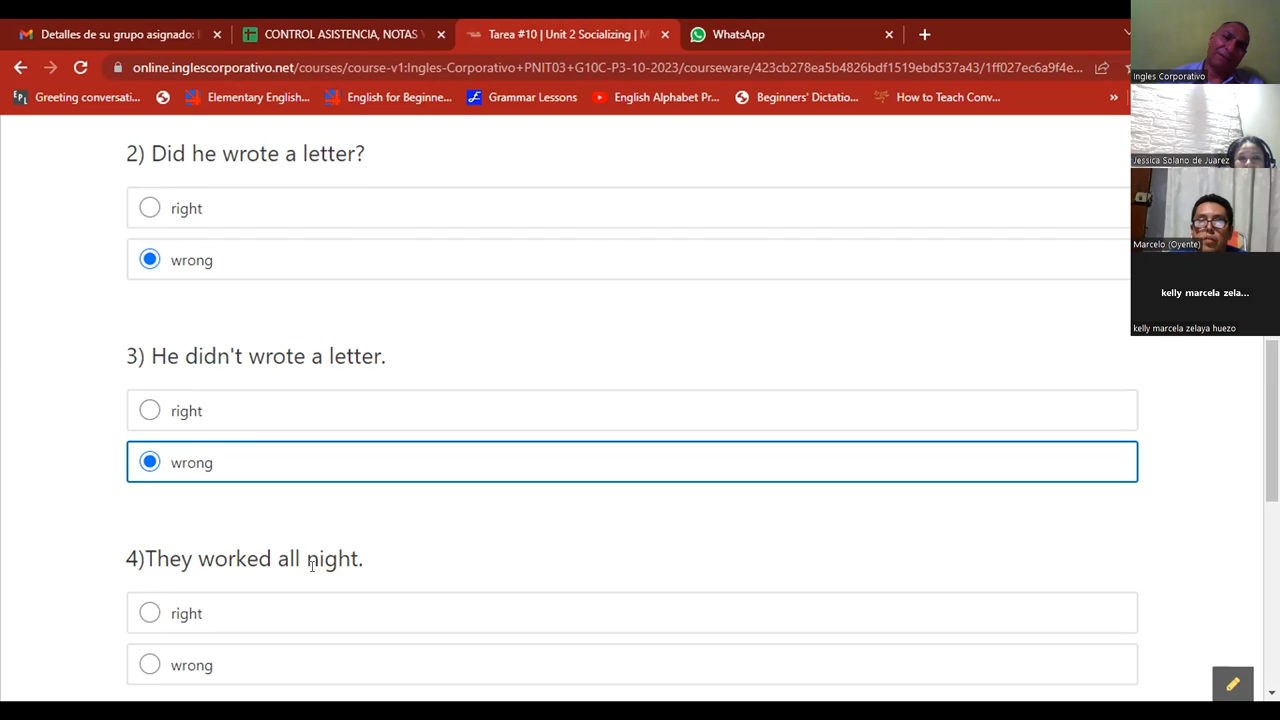 Detalles de su grupo asignado:
CONTROL ASISTENCIA, NOTAS
Tarea #10 | Unit 2 Socializing |
WhatsApp
online.inglescorporativo.net/courses/course-v1:Ingles-Corporativo+PNIT03+G10C-P3-10-2023/courseware/423cb278ea5b4826bdf1519ebd537a43/1ff027ec6a9f4e...
Greeting conversati...
Elementary English...
English for Beginne...
Grammar Lessons
English Alphabet Pr...
Beginners' Dictatio...
How to Teach Conv...
»
Ingles Corporativo
Jessica Solano de Juarez
Marcelo (Oyente)
kelly marcela zela...
kelly marcela zelaya huezo
2) Did he wrote a letter?
right
wrong
3) He didn't wrote a letter.
right
wrong
4)They worked all night.
right
wrong